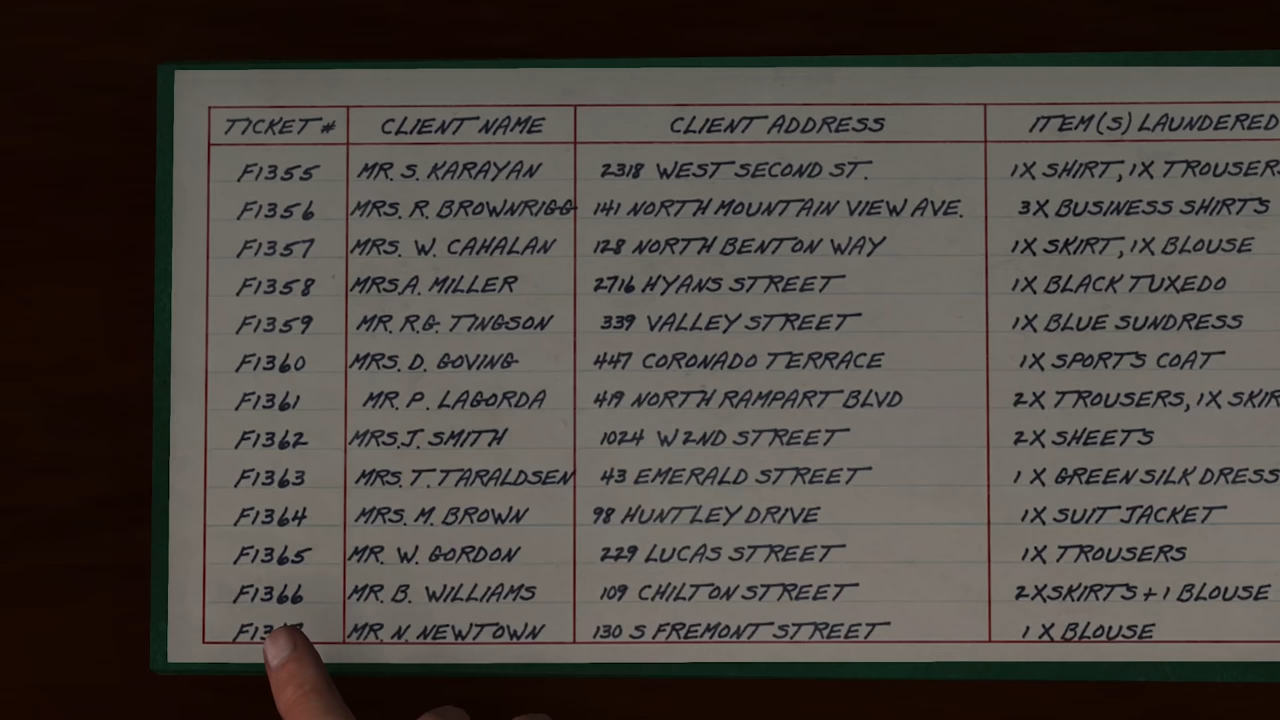 TICKET # CLIENT NAME CLIENT ADDRESS ITEM(S) LAUNDERED
F1355 MR. S. KARAYAN 2318 WEST SECOND ST. 1X SHIRT, 1X TROUSERS
F1356 MRS. R. BROWNRIGG 141 NORTH MOUNTAIN VIEW AVE. 3X BUSINESS SHIRTS
F1357 MRS. W. CAHALAN 128 NORTH BENTON WAY 1X SKIRT, 1X BLOUSE
F1358 MRS A. MILLER 2716 HYANS STREET 1X BLACK TUXEDO
F1359 MR. R.G. TINGSON 339 VALLEY STREET 1X BLUE SUNDRESS
F1360 MRS. D. GOVING 447 CORONADO TERRACE 1X SPORTS COAT
F1361 MR. P. LAGORDA 419 NORTH RAMPART BLVD 2X TROUSERS, 1X SKIR
F1362 MRS. J. SMITH 1024 W 2ND STREET 2X SHEETS
F1363 MRS. T. TARALDSEN 43 EMERALD STREET 1 X GREEN SILK DRESS
F1364 MRS. M. BROWN 98 HUNTLEY DRIVE 1X SUIT JACKET
F1365 MR. W. GORDON 229 LUCAS STREET 1X TROUSERS
F1366 MR. B. WILLIAMS 109 CHILTON STREET 2X SKIRTS + 1 BLOUSE
MR. N. NEWTOWN 130 S FREMONT STREET 1 X BLOUSE